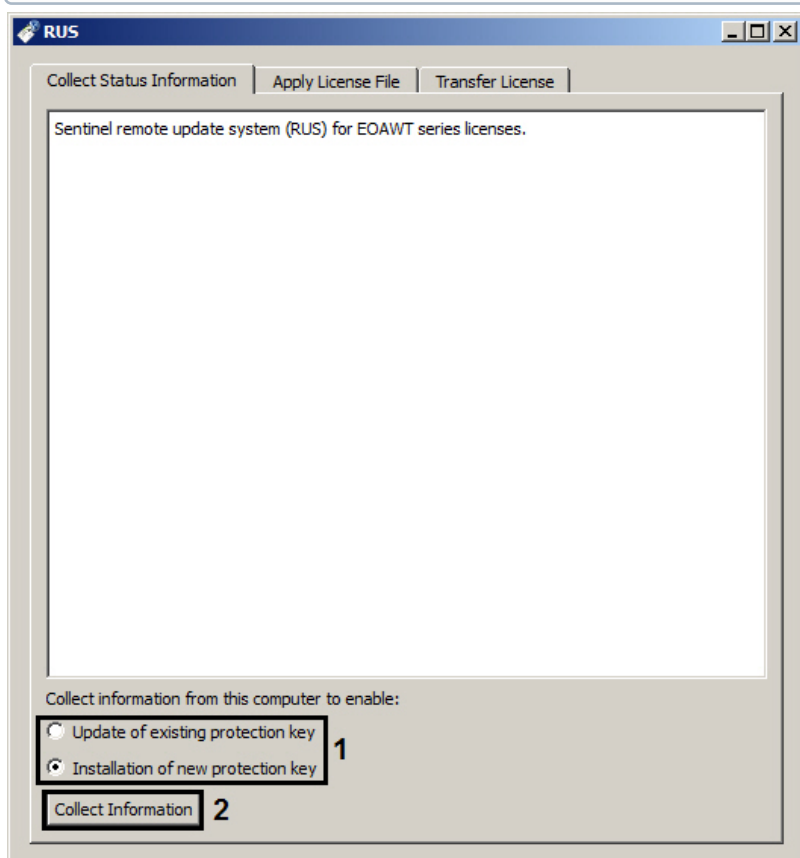 RUS
Collect Status Information Apply License File Transfer License
Sentinel remote update system (RUS) for EOAWT series licenses.
Collect information from this computer to enable:
Update of existing protection key
1
Installation of new protection key
Collect Information 2